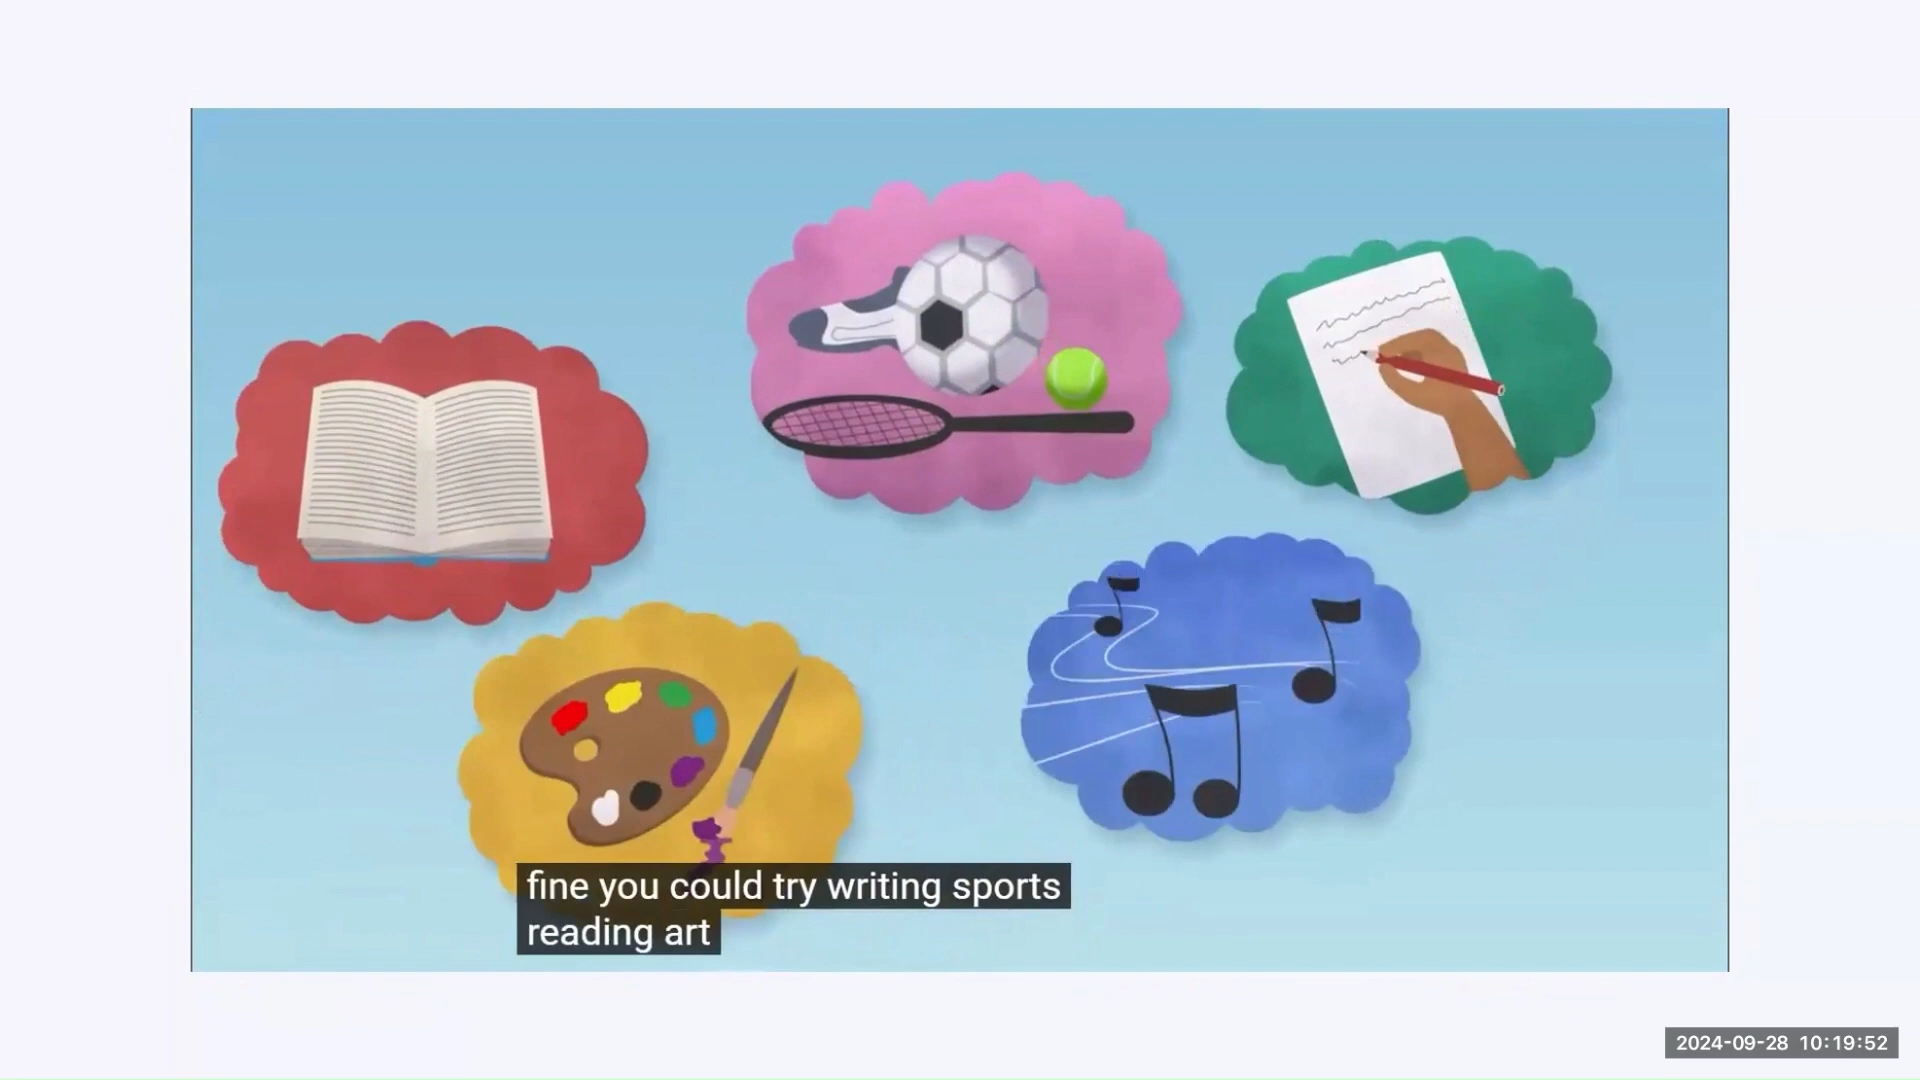 fine you could try writing sports
reading art
2024-09-28 10:19:52